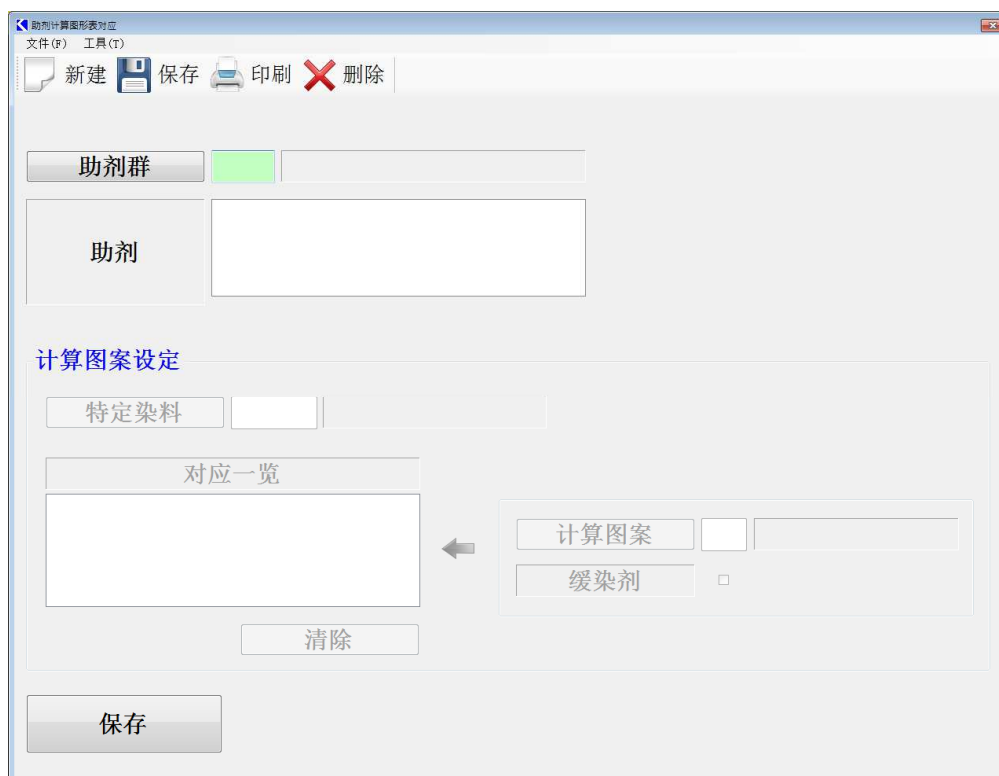 助剂计算图形表对应
文件(F) 工具(T)
新建 保存 印刷 删除
助剂群
助剂
计算图案设定
特定染料
对应一览
计算图案
缓染剂
清除
保存